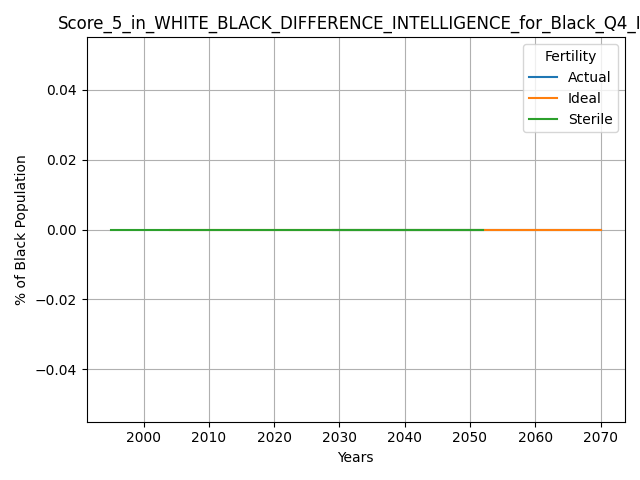 Score_5_in_WHITE_BLACK_DIFFERENCE_INTELLIGENCE_for_Black_Q4_
Fertility
Actual
Ideal
Sterile
% of Black Population
0.04
0.02
0.00
−0.02
−0.04
2000 2010 2020 2030 2040 2050 2060 2070
Years